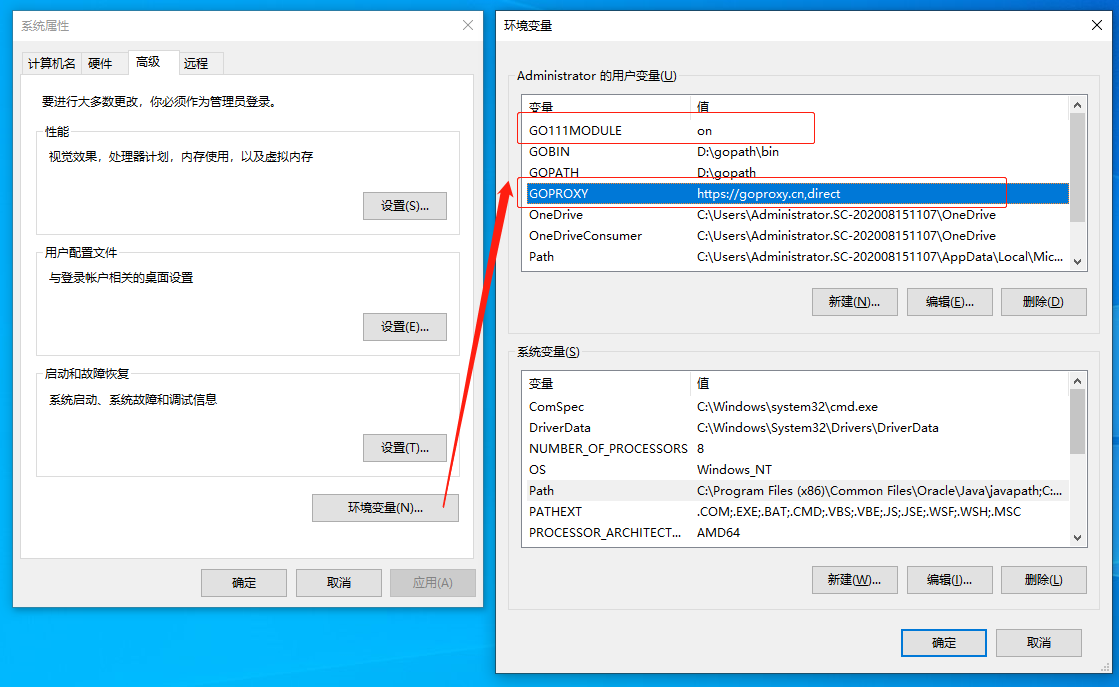 系统属性
计算机名 硬件 高级 远程
要进行大多数更改，你必须作为管理员登录。
性能
视觉效果，处理器计划，内存使用，以及虚拟内存
设置(S)...
用户配置文件
与登录帐户相关的桌面设置
设置(E)...
启动和故障恢复
系统启动、系统故障和调试信息
设置(T)...
环境变量(N)...
确定 取消 应用(A)
环境变量
Administrator 的用户变量(U)
变量 值
GO111MODULE on
GOBIN D:\gopath\bin
GOPATH D:\gopath
GOPROXY https://goproxy.cn,direct
OneDrive C:\Users\Administrator.SC-202008151107\OneDrive
OneDriveConsumer C:\Users\Administrator.SC-202008151107\OneDrive
Path C:\Users\Administrator.SC-202008151107\AppData\Local\Mic...
新建(N)... 编辑(E)... 删除(D)
系统变量(S)
变量 值
ComSpec C:\Windows\system32\cmd.exe
DriverData C:\Windows\System32\Drivers\DriverData
NUMBER_OF_PROCESSORS 8
OS Windows_NT
Path C:\Program Files (x86)\Common Files\Oracle\Java\javapath;C:...
PATHEXT .COM;.EXE;.BAT;.CMD;.VBS;.VBE;.JS;.JSE;.WSF;.WSH;.MSC
PROCESSOR_ARCHITECT... AMD64
新建(W)... 编辑(I)... 删除(L)
确定 取消